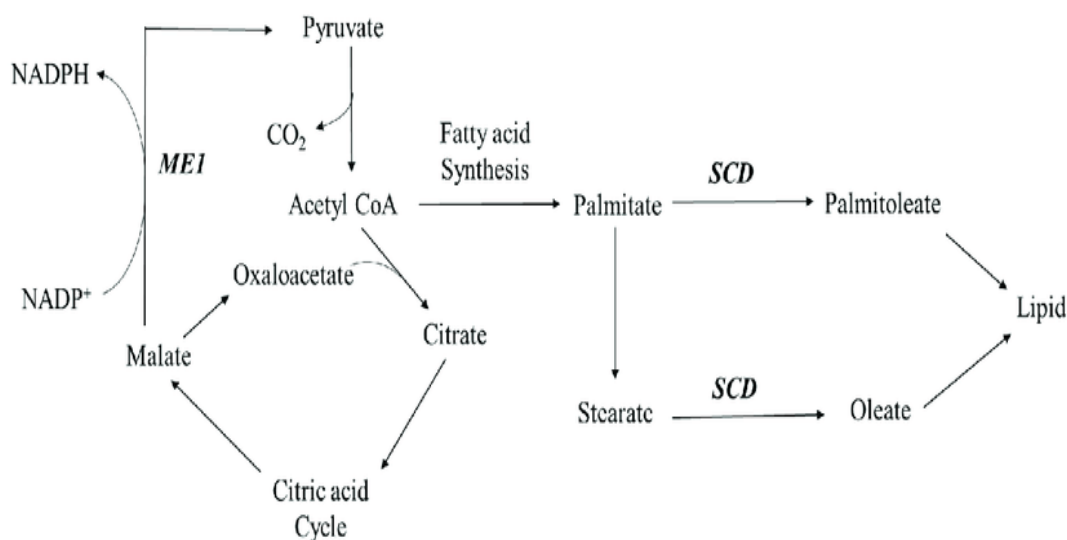 Pyruvate
NADPH
CO₂
ME1
Fatty acid
Synthesis
SCD
Acetyl CoA
Palmitate
Palmitoleate
Oxaloacetate
NADP⁺
Lipid
Citrate
Malate
SCD
Stearate
Oleate
Citric acid
Cycle